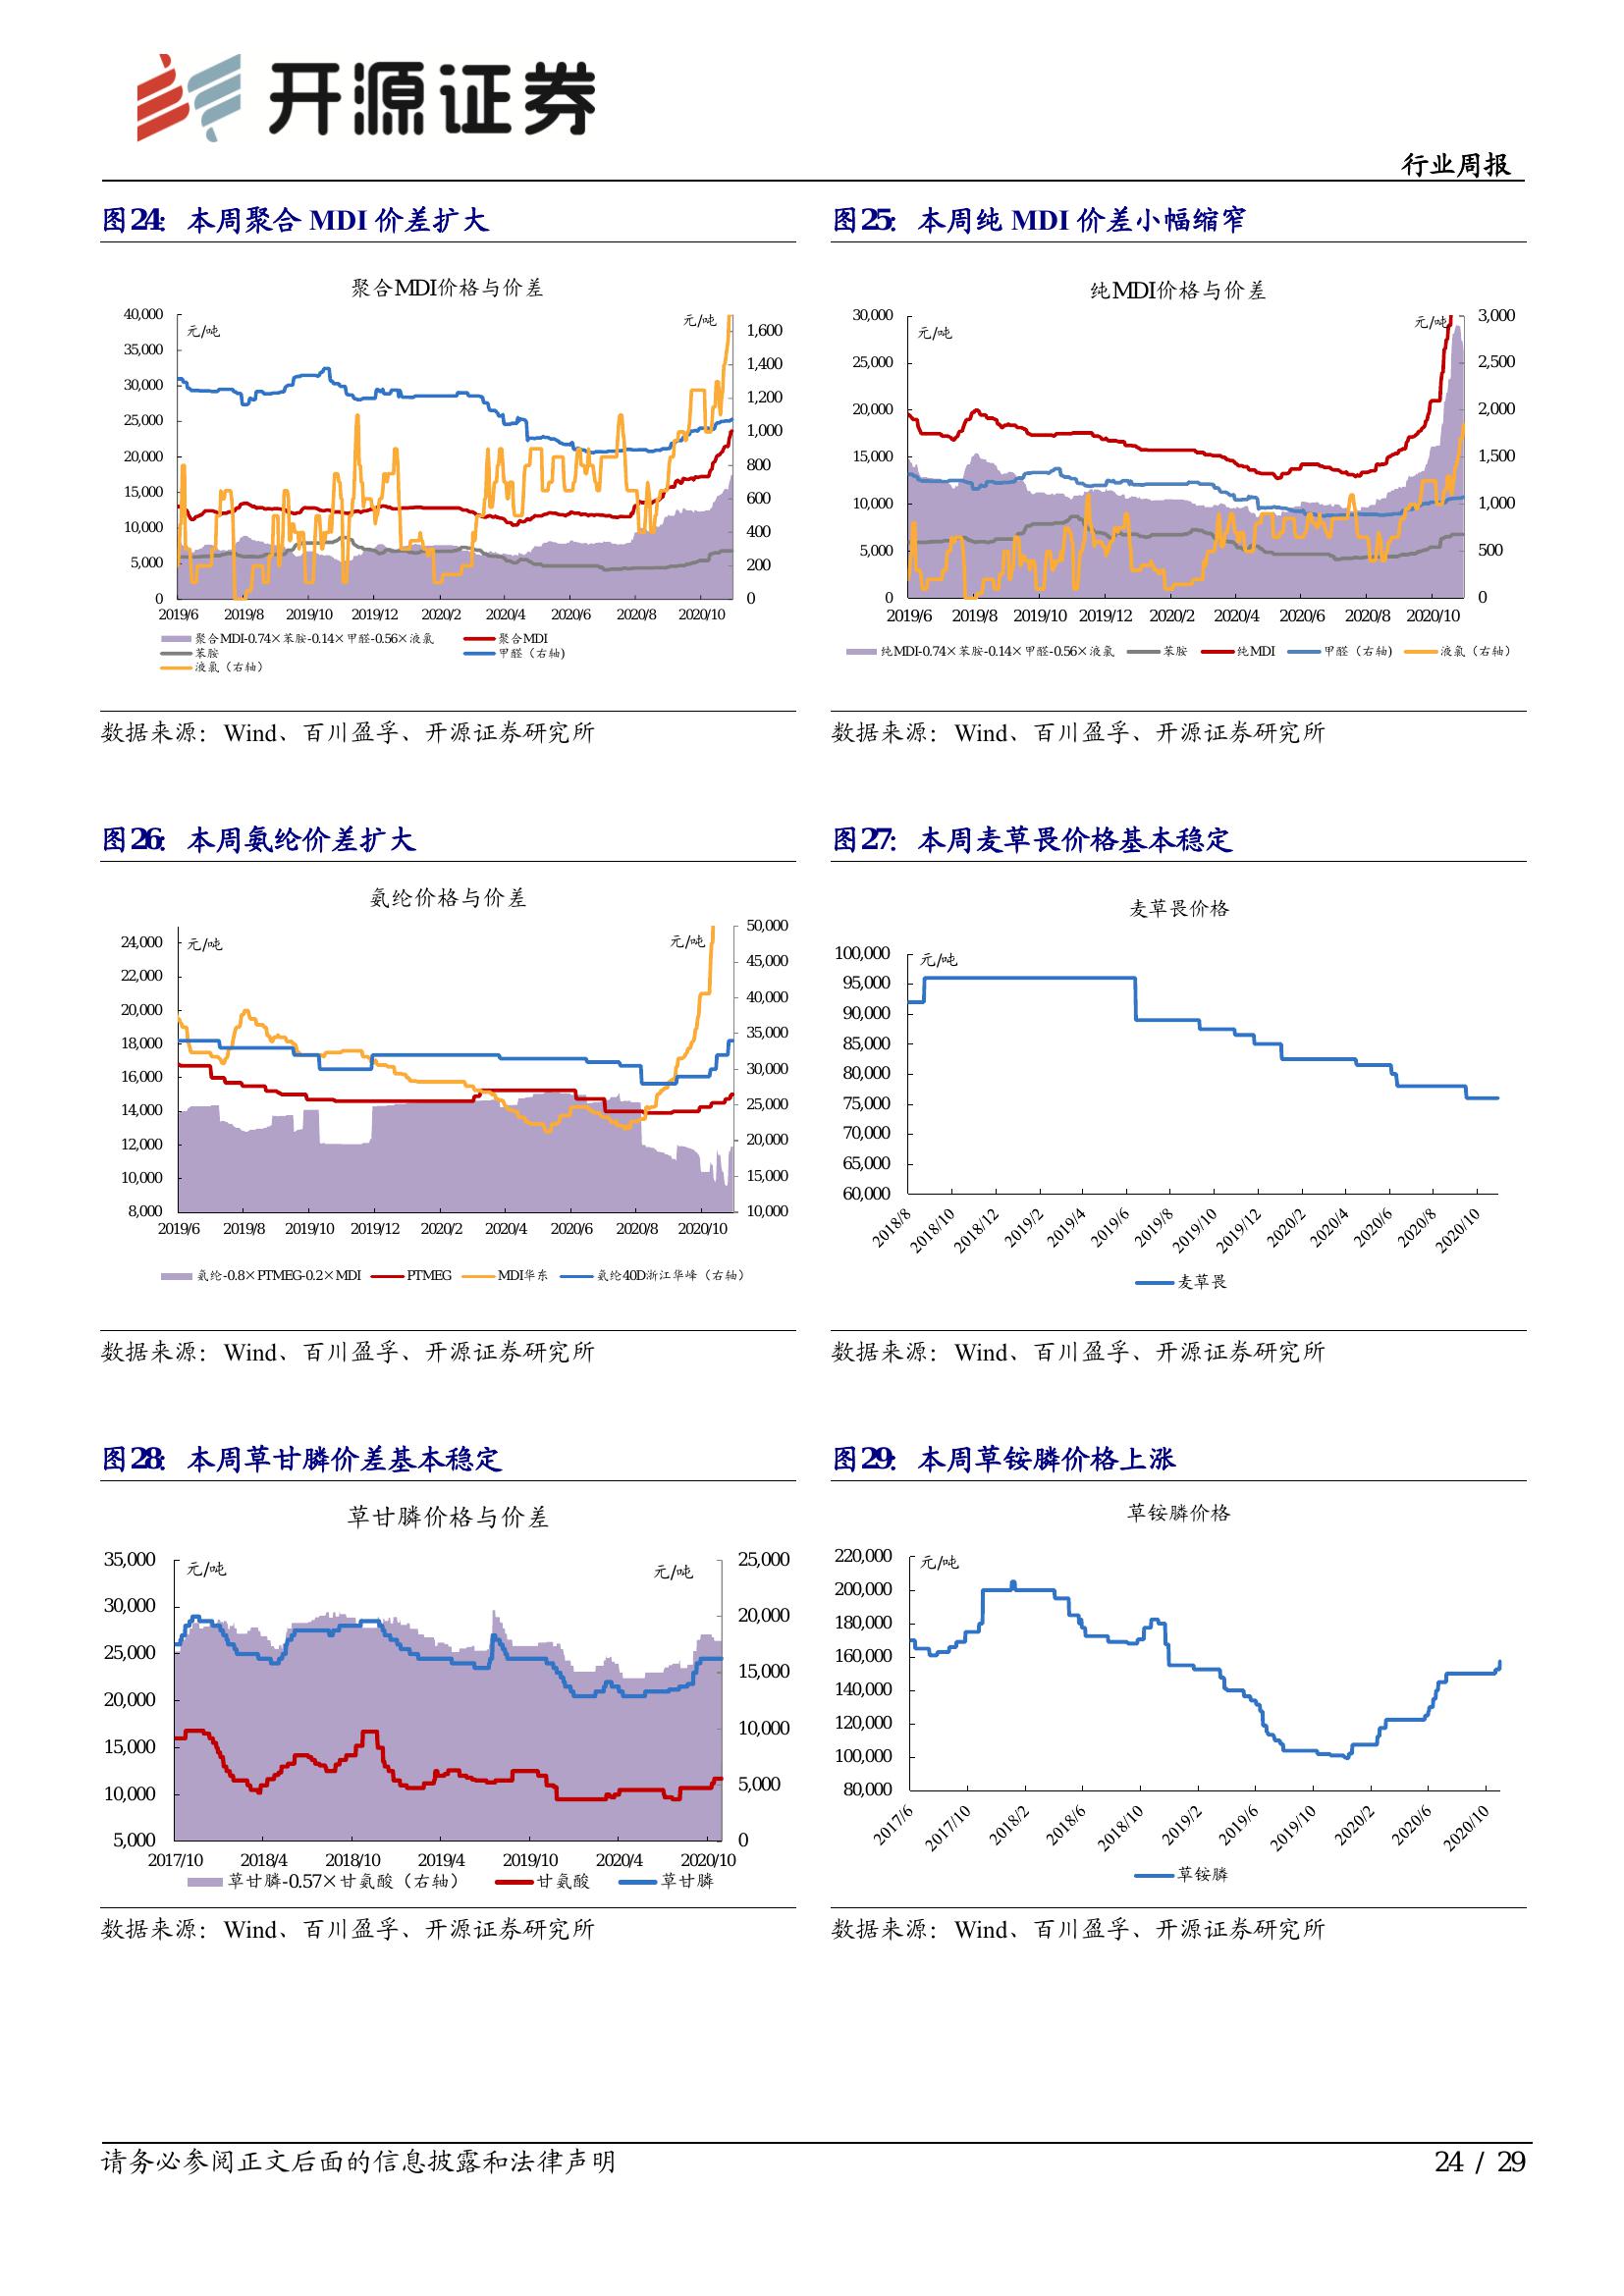 开源证券
行业周报
图24: 本周聚合 MDI 价差扩大
聚合MDI价格与价差
元/吨
元/吨
40,000
35,000
30,000
25,000
20,000
15,000
10,000
5,000
0
1,600
1,400
1,200
1,000
800
600
400
200
0
2019/6 2019/8 2019/10 2019/12 2020/2 2020/4 2020/6 2020/8 2020/10
聚合MDI-0.74×苯胺-0.14×甲醛-0.56×液氯 聚合MDI
苯胺 甲醛（右轴)
液氯（右轴）
数据来源：Wind、百川盈孚、开源证券研究所
图25: 本周纯 MDI 价差小幅缩窄
纯MDI价格与价差
元/吨
元/吨
30,000
25,000
20,000
15,000
10,000
5,000
0
3,000
2,500
2,000
1,500
1,000
500
0
2019/6 2019/8 2019/10 2019/12 2020/2 2020/4 2020/6 2020/8 2020/10
纯MDI-0.74×苯胺-0.14×甲醛-0.56×液氯 苯胺 纯MDI 甲醛（右轴) 液氯（右轴）
数据来源：Wind、百川盈孚、开源证券研究所
图26: 本周氨纶价差扩大
氨纶价格与价差
元/吨
元/吨
24,000
22,000
20,000
18,000
16,000
14,000
12,000
10,000
8,000
50,000
45,000
40,000
35,000
30,000
25,000
20,000
15,000
10,000
2019/6 2019/8 2019/10 2019/12 2020/2 2020/4 2020/6 2020/8 2020/10
氨纶-0.8×PTMEG-0.2×MDI PTMEG MDI华东 氨纶40D浙江华峰（右轴）
数据来源：Wind、百川盈孚、开源证券研究所
图27: 本周麦草畏价格基本稳定
麦草畏价格
元/吨
100,000
95,000
90,000
85,000
80,000
75,000
70,000
65,000
60,000
2018/8 2018/10 2018/12 2019/2 2019/4 2019/6 2019/8 2019/10 2019/12 2020/2 2020/4 2020/6 2020/8 2020/10
麦草畏
数据来源：Wind、百川盈孚、开源证券研究所
图28: 本周草甘膦价差基本稳定
草甘膦价格与价差
元/吨
元/吨
35,000
30,000
25,000
20,000
15,000
10,000
5,000
25,000
20,000
15,000
10,000
5,000
0
2017/10 2018/4 2018/10 2019/4 2019/10 2020/4 2020/10
草甘膦-0.57×甘氨酸（右轴） 甘氨酸 草甘膦
数据来源：Wind、百川盈孚、开源证券研究所
图29: 本周草铵膦价格上涨
草铵膦价格
元/吨
220,000
200,000
180,000
160,000
140,000
120,000
100,000
80,000
2017/6 2017/10 2018/2 2018/6 2018/10 2019/2 2019/6 2019/10 2020/2 2020/6 2020/10
草铵膦
数据来源：Wind、百川盈孚、开源证券研究所
请务必参阅正文后面的信息披露和法律声明
24 / 29